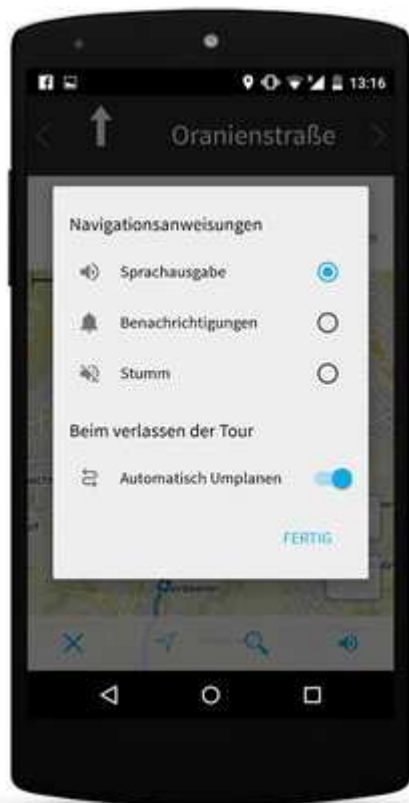 13:16
Oranienstraße
Navigationsanweisungen
Sprachausgabe
Benachrichtigungen
Stumm
Beim verlassen der Tour
Automatisch Umplanen
FERTIG